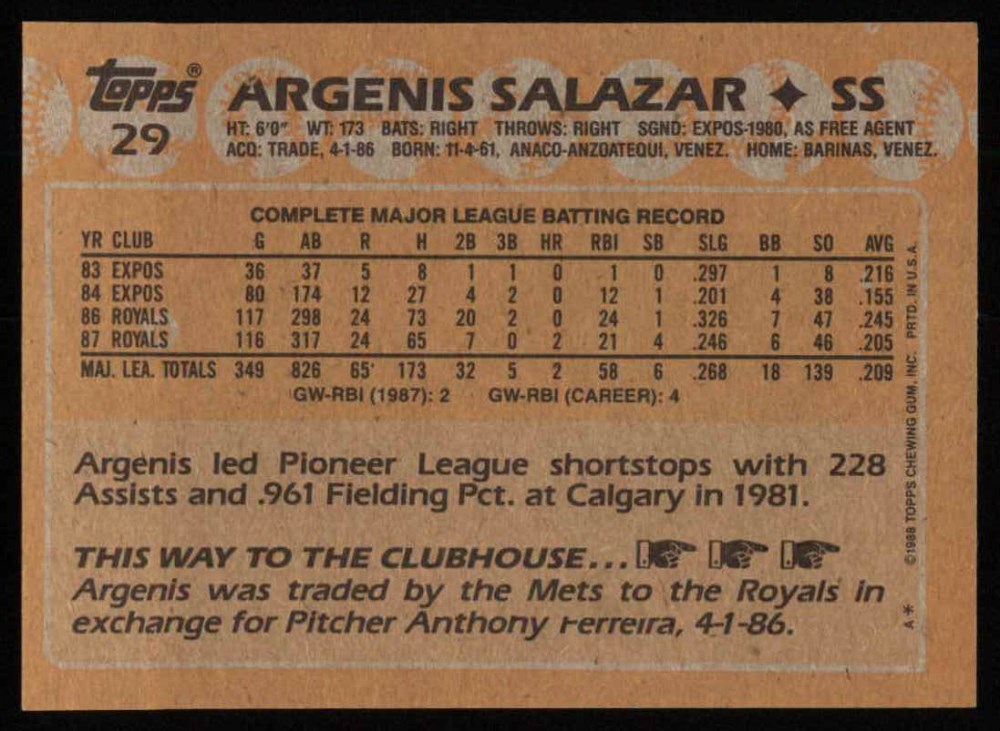 topps® ARGENIS SALAZAR ✦ SS
29
HT: 6'0" WT: 173 BATS: RIGHT THROWS: RIGHT SGND: EXPOS-1980, AS FREE AGENT
ACQ: TRADE, 4-1-86 BORN: 11-4-61, ANACO-ANZOATEQUI, VENEZ. HOME: BARINAS, VENEZ.
COMPLETE MAJOR LEAGUE BATTING RECORD
YR CLUB G AB R H 2B 3B HR RBI SB SLG BB SO AVG
83 EXPOS 36 37 5 8 1 1 0 1 0 .297 1 8 .216
84 EXPOS 80 174 12 27 4 2 0 12 1 .201 4 38 .155
86 ROYALS 117 298 24 73 20 2 0 24 1 .326 7 47 .245
87 ROYALS 116 317 24 65 7 0 2 21 4 .246 6 46 .205
MAJ. LEA. TOTALS 349 826 65 173 32 5 2 58 6 .268 18 139 .209
GW-RBI (1987): 2 GW-RBI (CAREER): 4
Argenis led Pioneer League shortstops with 228
Assists and .961 Fielding Pct. at Calgary in 1981.
THIS WAY TO THE CLUBHOUSE...
Argenis was traded by the Mets to the Royals in
exchange for Pitcher Anthony Ferreira, 4-1-86.
A* ©1988 TOPPS CHEWING GUM, INC. PRTD. IN U.S.A.